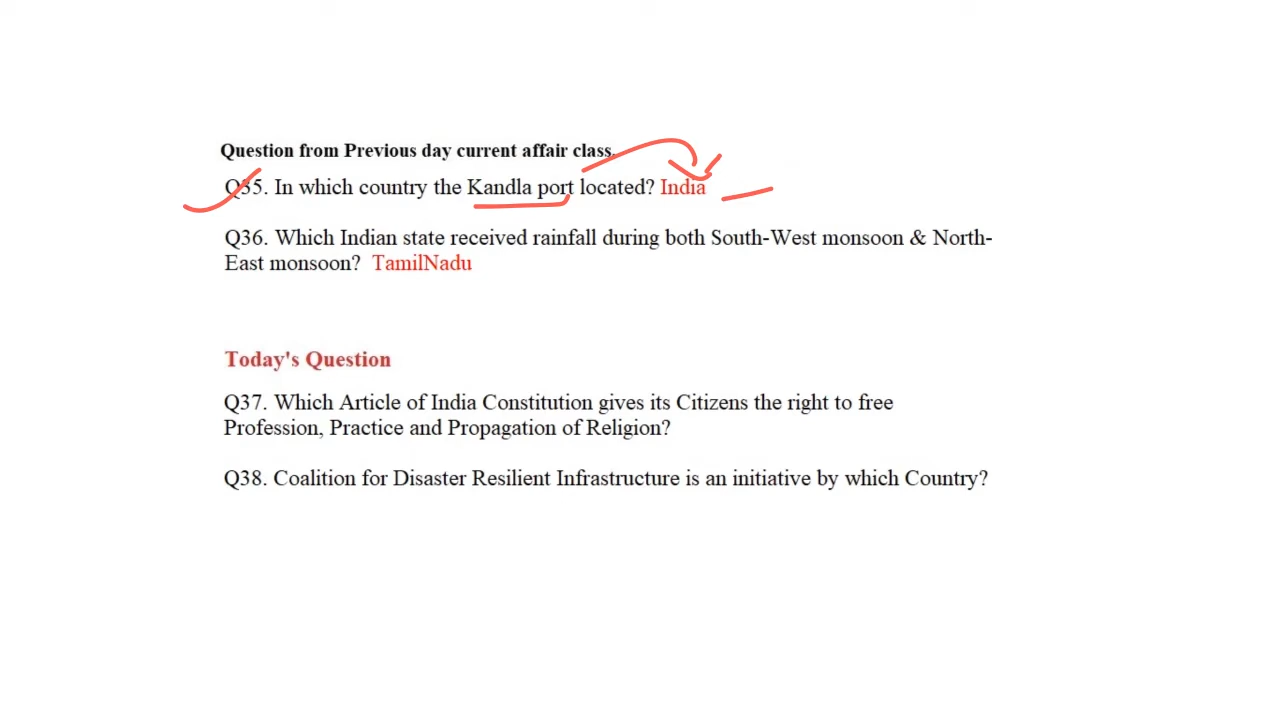 Question from Previous day current affair class.
Q35. In which country the Kandla port located? India
Q36. Which Indian state received rainfall during both South-West monsoon & North-
East monsoon? TamilNadu
Today's Question
Q37. Which Article of India Constitution gives its Citizens the right to free
Profession, Practice and Propagation of Religion?
Q38. Coalition for Disaster Resilient Infrastructure is an initiative by which Country?